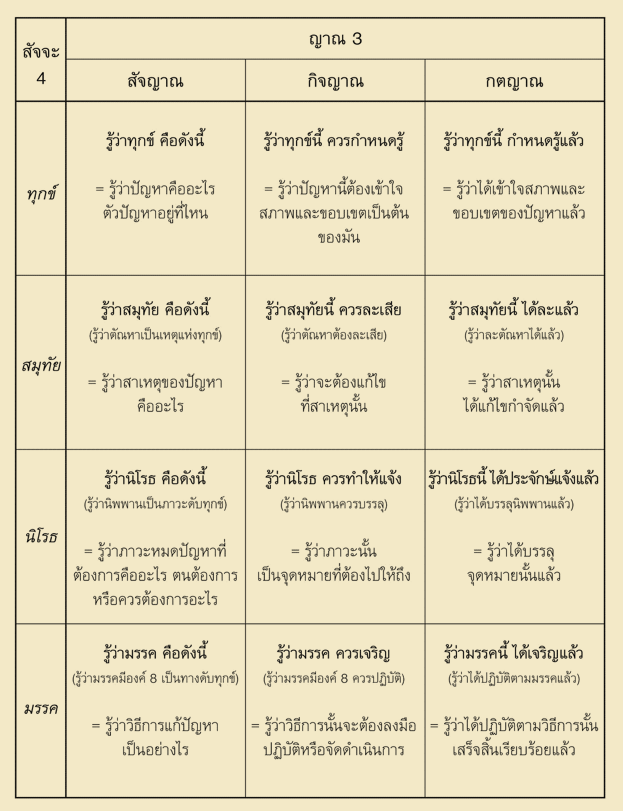 สัจจะ
4
ญาณ 3
สัจญาณ
กิจญาณ
กตญาณ
ทุกข์
รู้ว่าทุกข์ คือดังนี้
= รู้ว่าปัญหาคืออะไร
ตัวปัญหาอยู่ที่ไหน
รู้ว่าทุกข์นี้ ควรกำหนดรู้
= รู้ว่าปัญหานี้ต้องเข้าใจ
สภาพและขอบเขตเป็นต้น
ของมัน
รู้ว่าทุกข์นี้ กำหนดรู้แล้ว
= รู้ว่าได้เข้าใจสภาพและ
ขอบเขตของปัญหาแล้ว
สมุทัย
รู้ว่าสมุทัย คือดังนี้
(รู้ว่าตัณหาเป็นเหตุแห่งทุกข์)
= รู้ว่าสาเหตุของปัญหา
คืออะไร
รู้ว่าสมุทัยนี้ ควรละเสีย
(รู้ว่าตัณหาต้องละเสีย)
= รู้ว่าจะต้องแก้ไข
ที่สาเหตุนั้น
รู้ว่าสมุทัยนี้ ได้ละแล้ว
(รู้ว่าละตัณหาได้แล้ว)
= รู้ว่าสาเหตุนั้น
ได้แก้ไขกำจัดแล้ว
นิโรธ
รู้ว่านิโรธ คือดังนี้
(รู้ว่านิพพานเป็นภาวะดับทุกข์)
= รู้ว่าภาวะหมดปัญหาที่
ต้องการคืออะไร ตนต้องการ
หรือควรต้องการอะไร
รู้ว่านิโรธ ควรทำให้แจ้ง
(รู้ว่านิพพานควรบรรลุ)
= รู้ว่าภาวะนั้น
เป็นจุดหมายที่ต้องไปให้ถึง
รู้ว่านิโรธนี้ ได้ประจักษ์แจ้งแล้ว
(รู้ว่าได้บรรลุนิพพานแล้ว)
= รู้ว่าได้บรรลุ
จุดหมายนั้นแล้ว
มรรค
รู้ว่ามรรค คือดังนี้
(รู้ว่ามรรคมีองค์ 8 เป็นทางดับทุกข์)
= รู้ว่าวิธีการแก้ปัญหา
เป็นอย่างไร
รู้ว่ามรรค ควรเจริญ
(รู้ว่ามรรคมีองค์ 8 ควรปฏิบัติ)
= รู้ว่าวิธีการนั้นจะต้องลงมือ
ปฏิบัติหรือจัดดำเนินการ
รู้ว่ามรรคนี้ ได้เจริญแล้ว
(รู้ว่าได้ปฏิบัติตามมรรคแล้ว)
= รู้ว่าได้ปฏิบัติตามวิธีการนั้น
เสร็จสิ้นเรียบร้อยแล้ว